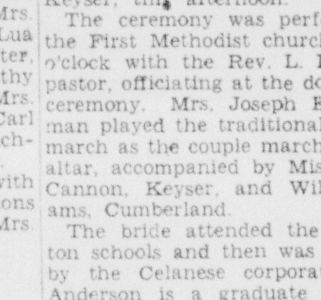 Mrs.
Lua
ter,
thy
Mrs.
Carl
ch-
with
ons
Mrs.
Keyser, this afternoon.
The ceremony was perf
the First Methodist church
o'clock with the Rev. L.
pastor, officiating at the do
ceremony. Mrs. Joseph
man played the traditional
march as the couple march
altar, accompanied by Mis
Cannon, Keyser, and Wil
ams, Cumberland.
The bride attended the
ton schools and then was
by the Celanese corpora
Anderson is a graduate